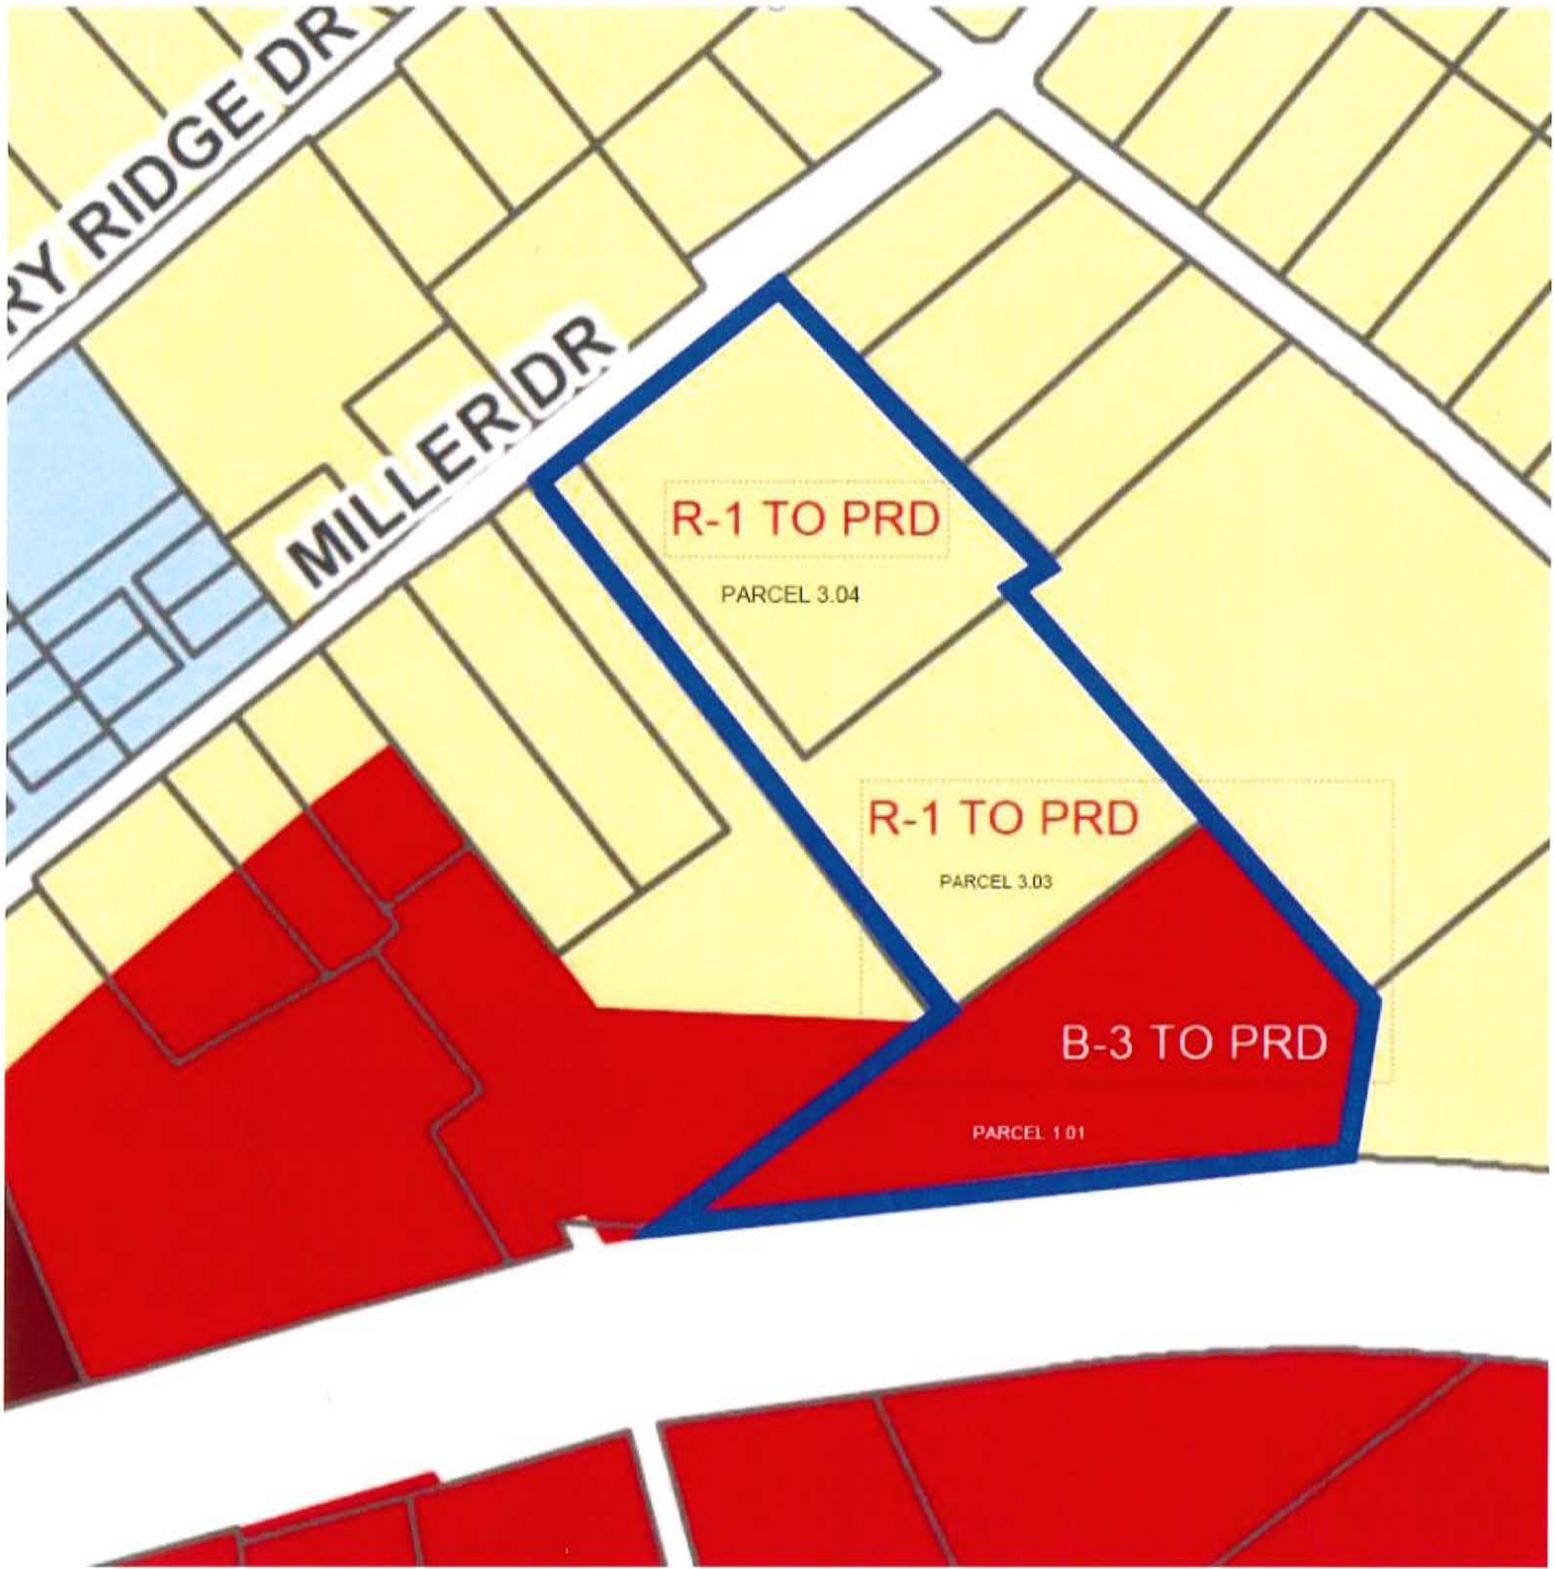 RY RIDGE DR
MILLER DR
R-1 TO PRD
PARCEL 3.04
R-1 TO PRD
PARCEL 3.03
B-3 TO PRD
PARCEL 1 01